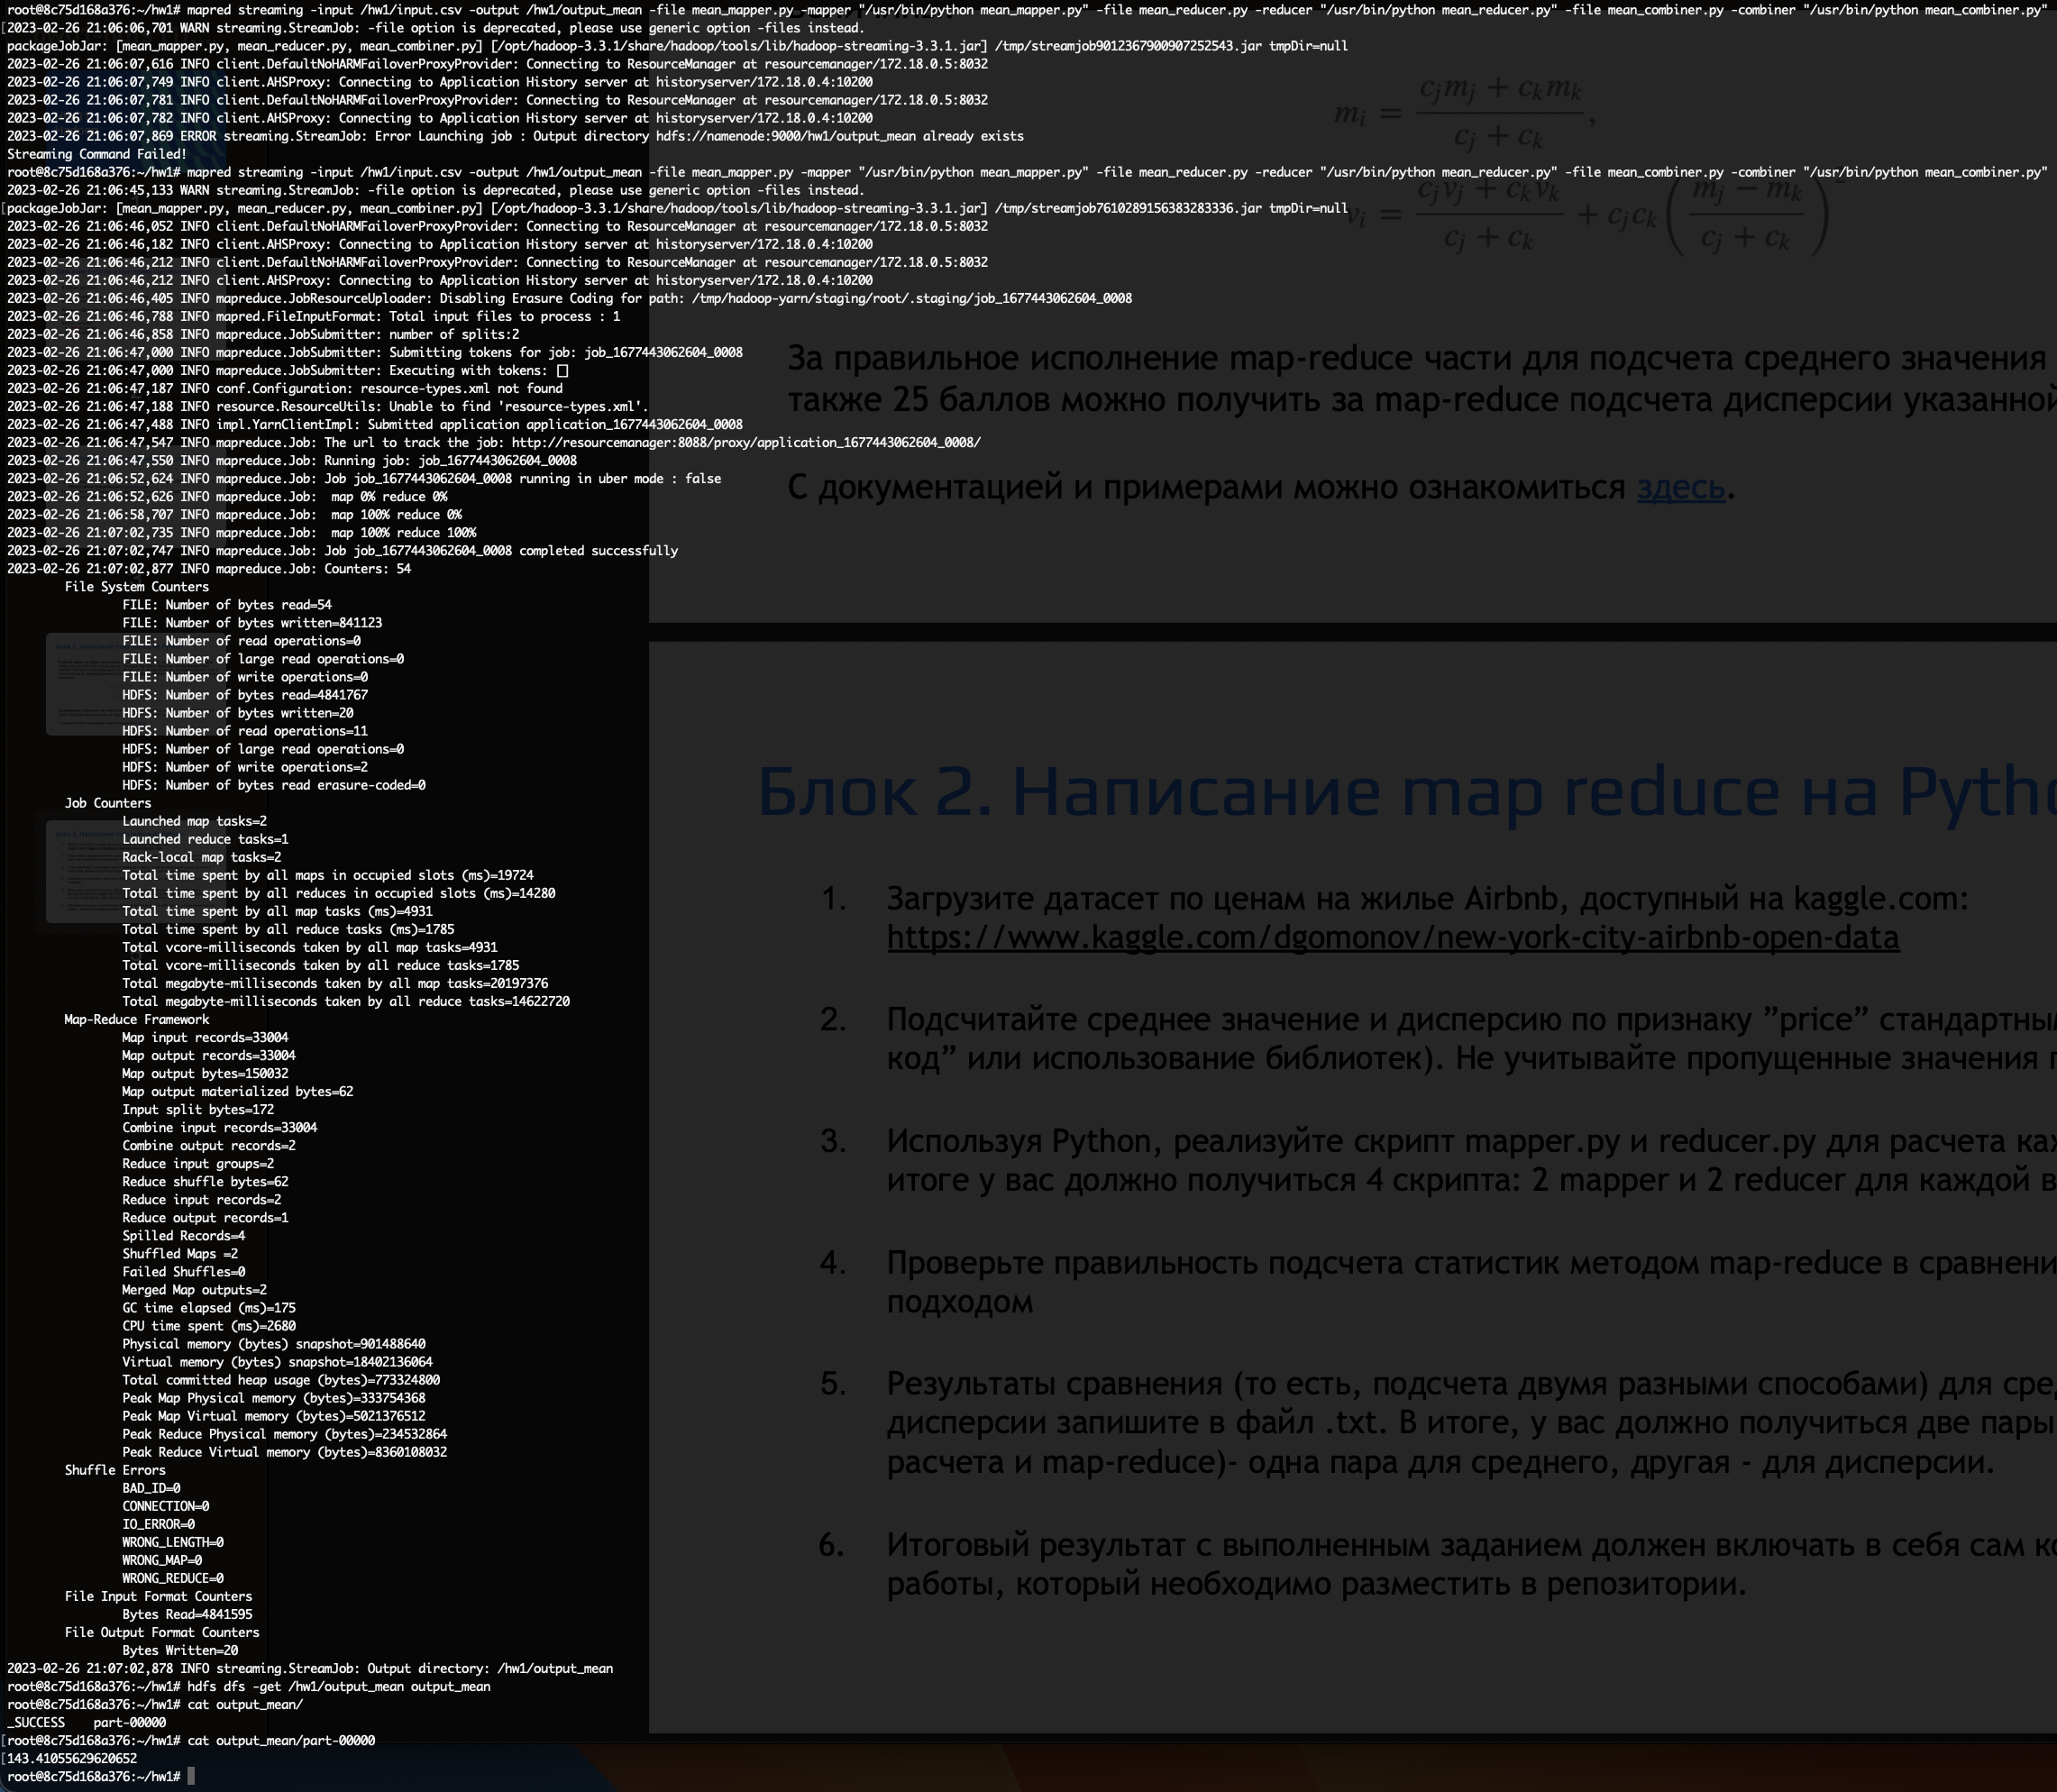 root@8c75d168a376:~/hw1# mapred streaming -input /hw1/input.csv -output /hw1/output_mean -file mean_mapper.py -mapper "/usr/bin/python mean_mapper.py" -file mean_reducer.py -reducer "/usr/bin/python mean_reducer.py" -file mean_combiner.py -combiner "/usr/bin/python mean_combiner.py"
[2023-02-26 21:06:06,701 WARN streaming.StreamJob: -file option is deprecated, please use generic option -files instead.
packageJobJar: [mean_mapper.py, mean_reducer.py, mean_combiner.py] [/opt/hadoop-3.3.1/share/hadoop/tools/lib/hadoop-streaming-3.3.1.jar] /tmp/streamjob9012367900907252543.jar tmpDir=null
2023-02-26 21:06:07,616 INFO client.DefaultNoHARMFailoverProxyProvider: Connecting to ResourceManager at resourcemanager/172.18.0.5:8032
2023-02-26 21:06:07,749 INFO client.AHSProxy: Connecting to Application History server at historyserver/172.18.0.4:10200
2023-02-26 21:06:07,781 INFO client.DefaultNoHARMFailoverProxyProvider: Connecting to ResourceManager at resourcemanager/172.18.0.5:8032
2023-02-26 21:06:07,782 INFO client.AHSProxy: Connecting to Application History server at historyserver/172.18.0.4:10200
2023-02-26 21:06:07,869 ERROR streaming.StreamJob: Error Launching job : Output directory hdfs://namenode:9000/hw1/output_mean already exists
Streaming Command Failed!
root@8c75d168a376:~/hw1# mapred streaming -input /hw1/input.csv -output /hw1/output_mean -file mean_mapper.py -mapper "/usr/bin/python mean_mapper.py" -file mean_reducer.py -reducer "/usr/bin/python mean_reducer.py" -file mean_combiner.py -combiner "/usr/bin/python mean_combiner.py"
2023-02-26 21:06:45,133 WARN streaming.StreamJob: -file option is deprecated, please use generic option -files instead.
[packageJobJar: [mean_mapper.py, mean_reducer.py, mean_combiner.py] [/opt/hadoop-3.3.1/share/hadoop/tools/lib/hadoop-streaming-3.3.1.jar] /tmp/streamjob7610289156383283336.jar tmpDir=null
2023-02-26 21:06:46,052 INFO client.DefaultNoHARMFailoverProxyProvider: Connecting to ResourceManager at resourcemanager/172.18.0.5:8032
2023-02-26 21:06:46,182 INFO client.AHSProxy: Connecting to Application History server at historyserver/172.18.0.4:10200
2023-02-26 21:06:46,212 INFO client.DefaultNoHARMFailoverProxyProvider: Connecting to ResourceManager at resourcemanager/172.18.0.5:8032
2023-02-26 21:06:46,212 INFO client.AHSProxy: Connecting to Application History server at historyserver/172.18.0.4:10200
2023-02-26 21:06:46,405 INFO mapreduce.JobResourceUploader: Disabling Erasure Coding for path: /tmp/hadoop-yarn/staging/root/.staging/job_1677443062604_0008
2023-02-26 21:06:46,788 INFO mapred.FileInputFormat: Total input files to process : 1
2023-02-26 21:06:46,858 INFO mapreduce.JobSubmitter: number of splits:2
2023-02-26 21:06:47,000 INFO mapreduce.JobSubmitter: Submitting tokens for job: job_1677443062604_0008
2023-02-26 21:06:47,000 INFO mapreduce.JobSubmitter: Executing with tokens: []
2023-02-26 21:06:47,187 INFO conf.Configuration: resource-types.xml not found
2023-02-26 21:06:47,188 INFO resource.ResourceUtils: Unable to find 'resource-types.xml'.
2023-02-26 21:06:47,488 INFO impl.YarnClientImpl: Submitted application application_1677443062604_0008
2023-02-26 21:06:47,547 INFO mapreduce.Job: The url to track the job: http://resourcemanager:8088/proxy/application_1677443062604_0008/
2023-02-26 21:06:47,550 INFO mapreduce.Job: Running job: job_1677443062604_0008
2023-02-26 21:06:52,624 INFO mapreduce.Job: Job job_1677443062604_0008 running in uber mode : false
2023-02-26 21:06:52,626 INFO mapreduce.Job:  map 0% reduce 0%
2023-02-26 21:06:58,707 INFO mapreduce.Job:  map 100% reduce 0%
2023-02-26 21:07:02,735 INFO mapreduce.Job:  map 100% reduce 100%
2023-02-26 21:07:02,747 INFO mapreduce.Job: Job job_1677443062604_0008 completed successfully
2023-02-26 21:07:02,877 INFO mapreduce.Job: Counters: 54
File System Counters
FILE: Number of bytes read=54
FILE: Number of bytes written=841123
FILE: Number of read operations=0
FILE: Number of large read operations=0
FILE: Number of write operations=0
HDFS: Number of bytes read=4841767
HDFS: Number of bytes written=20
HDFS: Number of read operations=11
HDFS: Number of large read operations=0
HDFS: Number of write operations=2
HDFS: Number of bytes read erasure-coded=0
Job Counters
Launched map tasks=2
Launched reduce tasks=1
Rack-local map tasks=2
Total time spent by all maps in occupied slots (ms)=19724
Total time spent by all reduces in occupied slots (ms)=14280
Total time spent by all map tasks (ms)=4931
Total time spent by all reduce tasks (ms)=1785
Total vcore-milliseconds taken by all map tasks=4931
Total vcore-milliseconds taken by all reduce tasks=1785
Total megabyte-milliseconds taken by all map tasks=20197376
Total megabyte-milliseconds taken by all reduce tasks=14622720
Map-Reduce Framework
Map input records=33004
Map output records=33004
Map output bytes=150032
Map output materialized bytes=62
Input split bytes=172
Combine input records=33004
Combine output records=2
Reduce input groups=2
Reduce shuffle bytes=62
Reduce input records=2
Reduce output records=1
Spilled Records=4
Shuffled Maps =2
Failed Shuffles=0
Merged Map outputs=2
GC time elapsed (ms)=175
CPU time spent (ms)=2680
Physical memory (bytes) snapshot=901488640
Virtual memory (bytes) snapshot=18402136064
Total committed heap usage (bytes)=773324800
Peak Map Physical memory (bytes)=333754368
Peak Map Virtual memory (bytes)=5021376512
Peak Reduce Physical memory (bytes)=234532864
Peak Reduce Virtual memory (bytes)=8360108032
Shuffle Errors
BAD_ID=0
CONNECTION=0
IO_ERROR=0
WRONG_LENGTH=0
WRONG_MAP=0
WRONG_REDUCE=0
File Input Format Counters
Bytes Read=4841595
File Output Format Counters
Bytes Written=20
2023-02-26 21:07:02,878 INFO streaming.StreamJob: Output directory: /hw1/output_mean
root@8c75d168a376:~/hw1# hdfs dfs -get /hw1/output_mean output_mean
root@8c75d168a376:~/hw1# cat output_mean/
_SUCCESS    part-00000
[root@8c75d168a376:~/hw1# cat output_mean/part-00000
[143.41055629620652
root@8c75d168a376:~/hw1#
m_i = (c_j m_j + c_k m_k) / (c_j + c_k),
v_i = (c_j v_j + c_k v_k) / (c_j + c_k) + c_j c_k ((m_j − m_k) / (c_j + c_k))^2
За правильное исполнение map-reduce части для подсчета среднего значения
также 25 баллов можно получить за map-reduce подсчета дисперсии указанной
С документацией и примерами можно ознакомиться здесь.
Блок 2. Написание map reduce на Pytho
1. Загрузите датасет по ценам на жилье Airbnb, доступный на kaggle.com:
https://www.kaggle.com/dgomonov/new-york-city-airbnb-open-data
2. Подсчитайте среднее значение и дисперсию по признаку ”price” стандартны
код” или использование библиотек). Не учитывайте пропущенные значения
3. Используя Python, реализуйте скрипт mapper.py и reducer.py для расчета
итоге у вас должно получиться 4 скрипта: 2 mapper и 2 reducer для каждой
4. Проверьте правильность подсчета статистик методом map-reduce в сравнени
подходом
5. Результаты сравнения (то есть, подсчета двумя разными способами) для
дисперсии запишите в файл .txt. В итоге, у вас должно получиться две пары
расчета и map-reduce)- одна пара для среднего, другая - для дисперсии.
6. Итоговый результат с выполненным заданием должен включать в себя сам
работы, который необходимо разместить в репозитории.